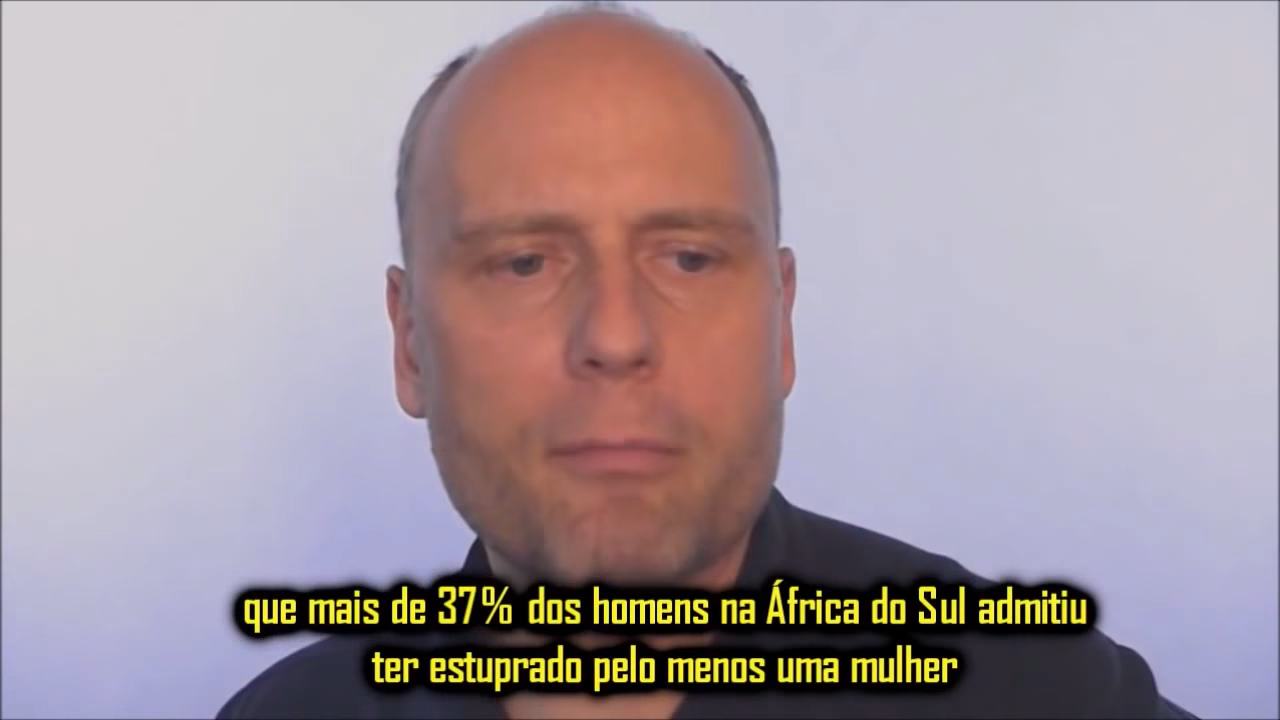 que mais de 37% dos homens na África do Sul admitiu
ter estuprado pelo menos uma mulher